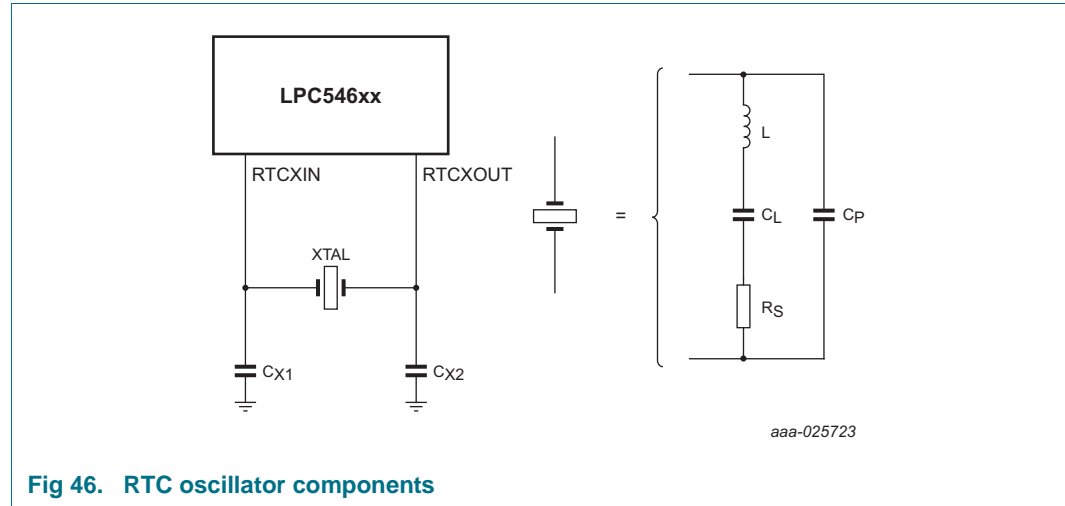 LPC546xx
RTCXIN RTCXOUT
XTAL
CX1 CX2
=
L
CL CP
RS
aaa-025723
Fig 46. RTC oscillator components